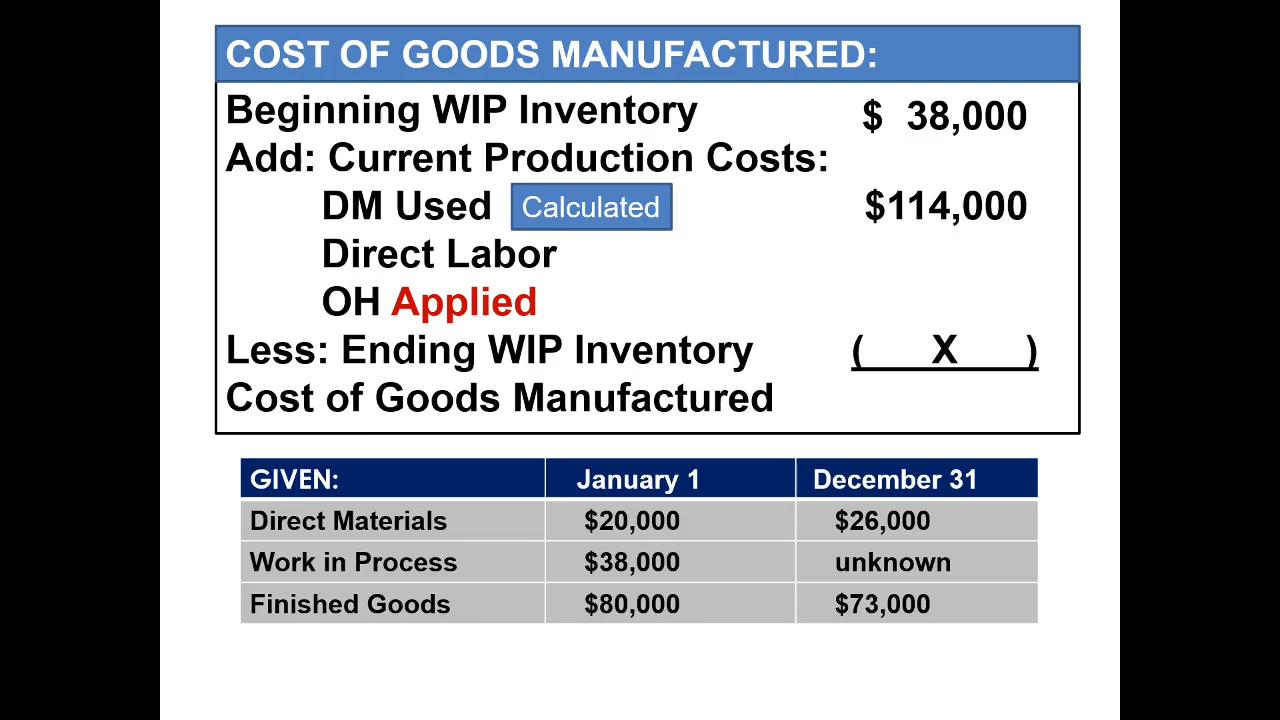 COST OF GOODS MANUFACTURED:
Beginning WIP Inventory $ 38,000
Add: Current Production Costs:
DM Used Calculated $114,000
Direct Labor
OH Applied
Less: Ending WIP Inventory ( X )
Cost of Goods Manufactured
GIVEN: January 1 December 31
Direct Materials $20,000 $26,000
Work in Process $38,000 unknown
Finished Goods $80,000 $73,000